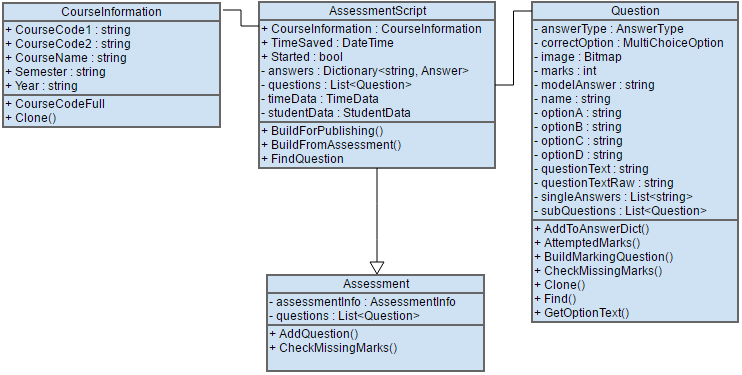 CourseInformation
+ CourseCode1 : string
+ CourseCode2 : string
+ CourseName : string
+ Semester : string
+ Year : string
+ CourseCodeFull
+ Clone()
AssessmentScript
+ CourseInformation : CourseInformation
+ TimeSaved : DateTime
+ Started : bool
- answers : Dictionary<string, Answer>
- questions : List<Question>
- timeData : TimeData
- studentData : StudentData
+ BuildForPublishing()
+ BuildFromAssessment()
+ FindQuestion
Question
- answerType : AnswerType
- correctOption : MultiChoiceOption
- image : Bitmap
- marks : int
- modelAnswer : string
- name : string
- optionA : string
- optionB : string
- optionC : string
- optionD : string
- questionText : string
- questionTextRaw : string
- singleAnswers : List<string>
- subQuestions : List<Question>
+ AddToAnswerDict()
+ AttemptedMarks()
+ BuildMarkingQuestion()
+ CheckMissingMarks()
+ Clone()
+ Find()
+ GetOptionText()
Assessment
- assessmentInfo : AssessmentInfo
- questions : List<Question>
+ AddQuestion()
+ CheckMissingMarks()